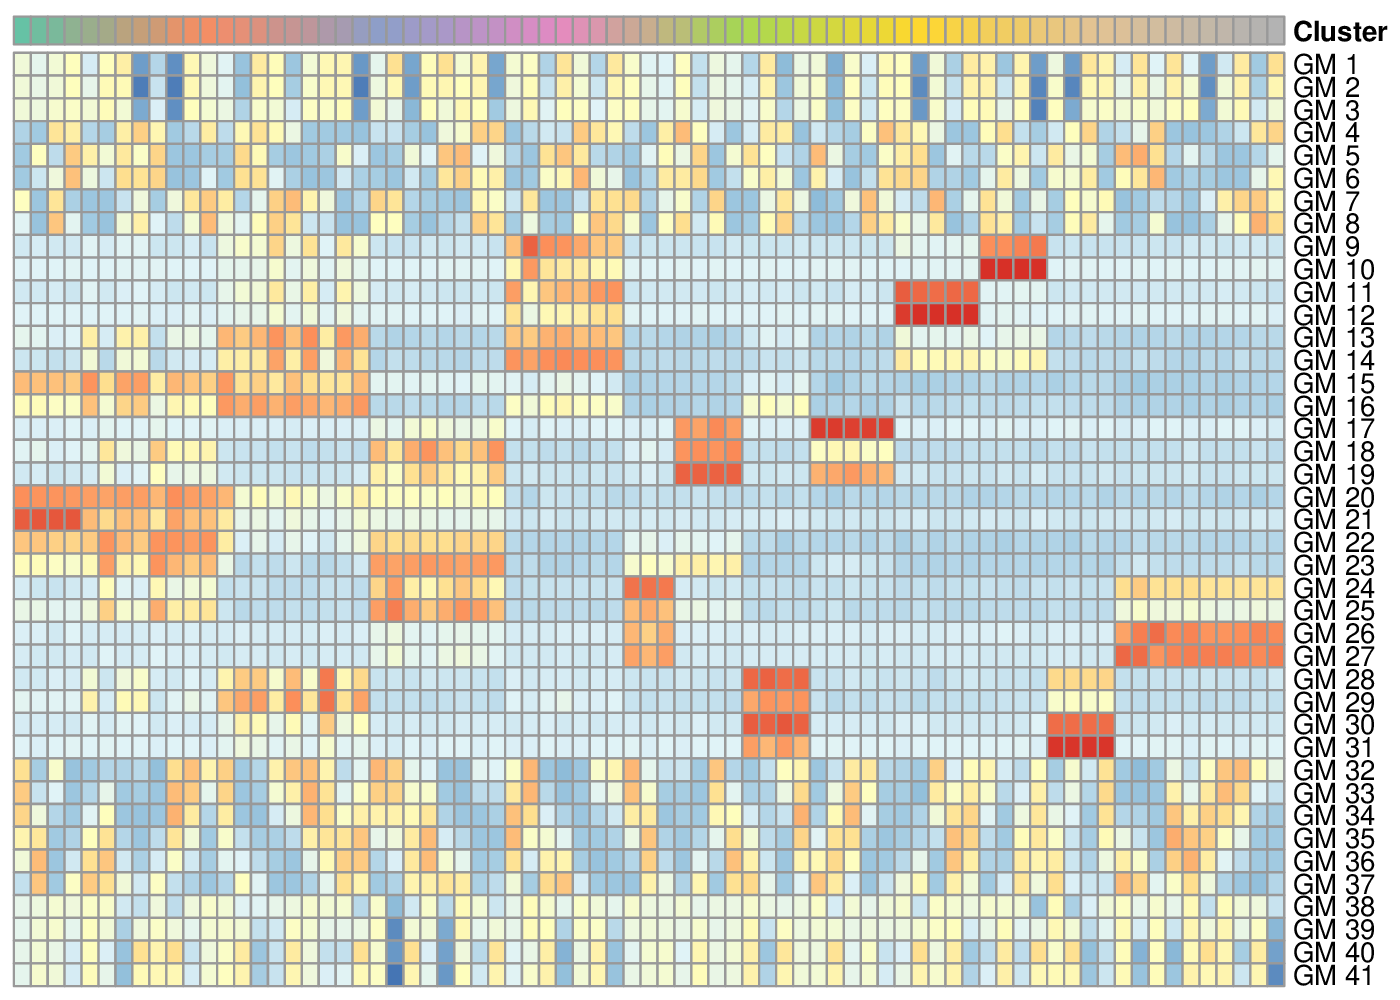 Cluster
GM 1
GM 2
GM 3
GM 4
GM 5
GM 6
GM 7
GM 8
GM 9
GM 10
GM 11
GM 12
GM 13
GM 14
GM 15
GM 16
GM 17
GM 18
GM 19
GM 20
GM 21
GM 22
GM 23
GM 24
GM 25
GM 26
GM 27
GM 28
GM 29
GM 30
GM 31
GM 32
GM 33
GM 34
GM 35
GM 36
GM 37
GM 38
GM 39
GM 40
GM 41